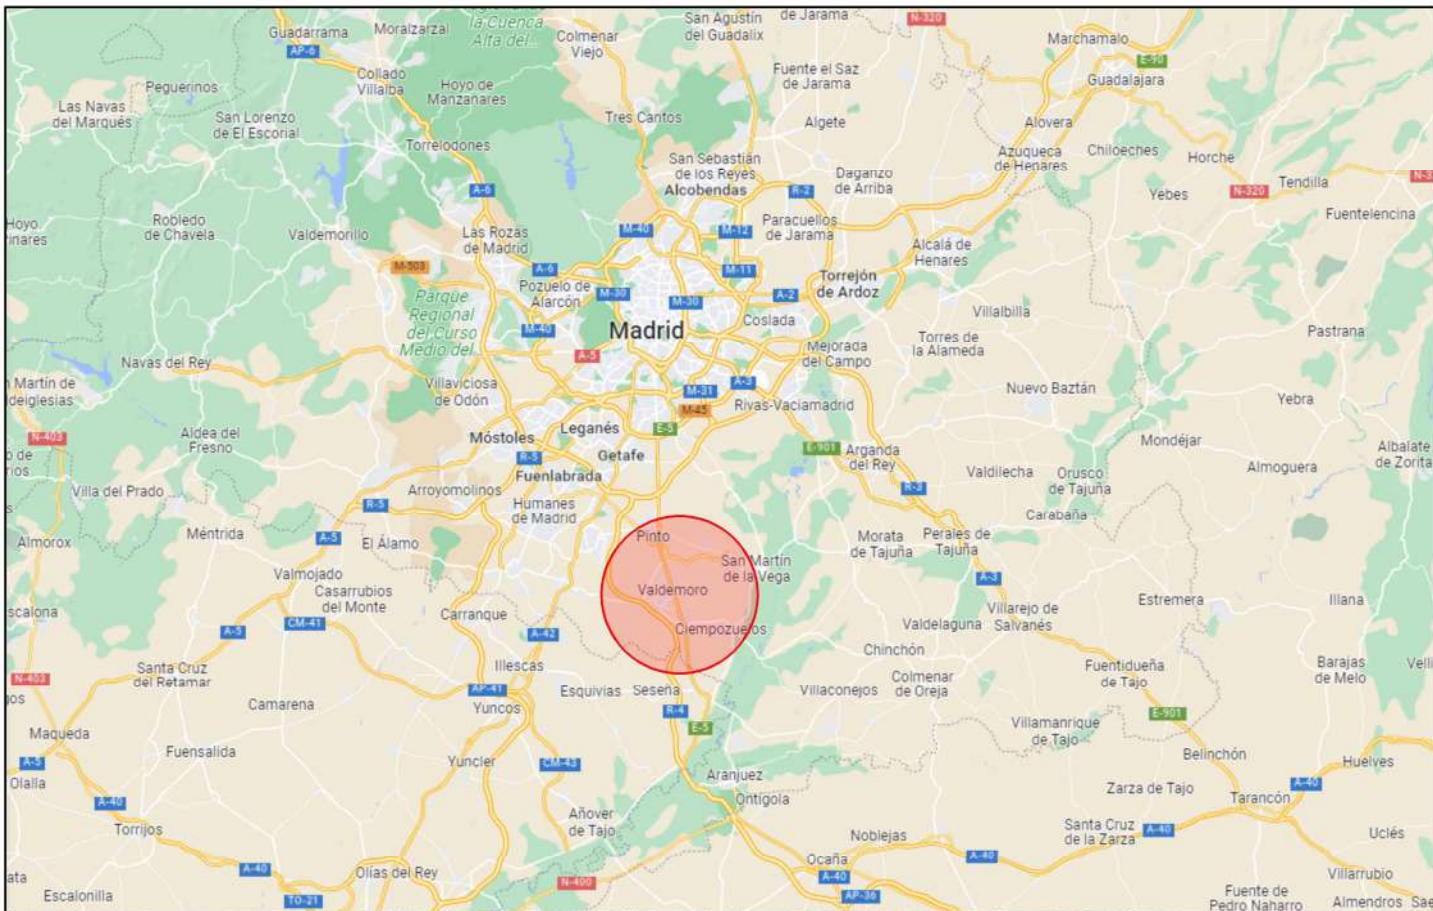 la Cuenca
Alta del...
Guadarrama
Moralzarzal
AP-6
Colmenar
Viejo
San Agustín
del Guadalix
de Jarama
N-320
Marchamalo
E-90
Guadalajara
Peguerinos
Collado
Villalba
Hoyo de
Manzanares
Fuente el Saz
de Jarama
Las Navas
del Marqués
San Lorenzo
de El Escorial
Tres Cantos
Algete
Alovera
Torrelodones
San Sebastián
de los Reyes
Alcobendas
Daganzo
de Arriba
Azuqueca
de Henares
Chiloeches
Horche
A-6
R-2
Yebes
N-320
Tendilla
N-3
Hoyo
Robledo
de Chavela
Valdemorillo
Las Rozas
de Madrid
M-40
M-12
Paracuellos
de Jarama
Alcalá de
Henares
Fuentelencina
M-503
A-6
M-11
Pozuelo de
Alarcón
M-30
M-30
A-2
Torrejón
de Ardoz
Parque
Regional
del Curso
Medio del
M-40
Madrid
Coslada
Villalbilla
Pastrana
A-5
Mejorada
del Campo
Torres de
la Alameda
Navas del Rey
n Martín de
deiglesias
Villaviciosa
de Odón
M-31
A-3
M-45
Rivas-Vaciamadrid
Nuevo Baztán
Yebra
N-403
Aldea del
Fresno
Móstoles
Leganés
E-5
E-901
Arganda
del Rey
Mondéjar
Albalate
de Zorita
R-5
Getafe
Fuenlabrada
Valdilecha
Orusco
de Tajuña
Almoguera
Villa del Prado
Arroyomolinos
R-5
Humanes
de Madrid
R-3
Carabaña
Almorox
Méntrida
A-5
El Álamo
Pinto
Morata
de Tajuña
Perales de
Tajuña
San Martín
de la Vega
Valmojado
Casarrubios
del Monte
Valdemoro
A-3
Estremera
Illana
scalona
CM-41
A-5
Carranque
A-42
Ciempozuelos
Villarejo de
Salvanés
Valdelaguna
Chinchón
Santa Cruz
del Retamar
Illescas
Fuentidueña
de Tajo
Barajas
de Melo
Velli
N-403
AP-41
Esquivias
Seseña
Villaconejos
Colmenar
de Oreja
Camarena
Yuncos
R-4
E-5
E-901
Villamanrique
de Tajo
Maqueda
Fuensalida
Belinchón
A-5
Olalla
Yuncler
CM-43
Aranjuez
Huelves
A-40
Ontígola
Zarza de Tajo
Tarancón
A-40
Torrijos
Añover
de Tajo
Noblejas
Santa Cruz
de la Zarza
A-40
Uclés
A-40
Olías del Rey
Ocaña
A-40
A-40
N-400
AP-36
Villarrubio
Escalonilla
TO-21
Fuente de
Pedro Naharro
Almendros